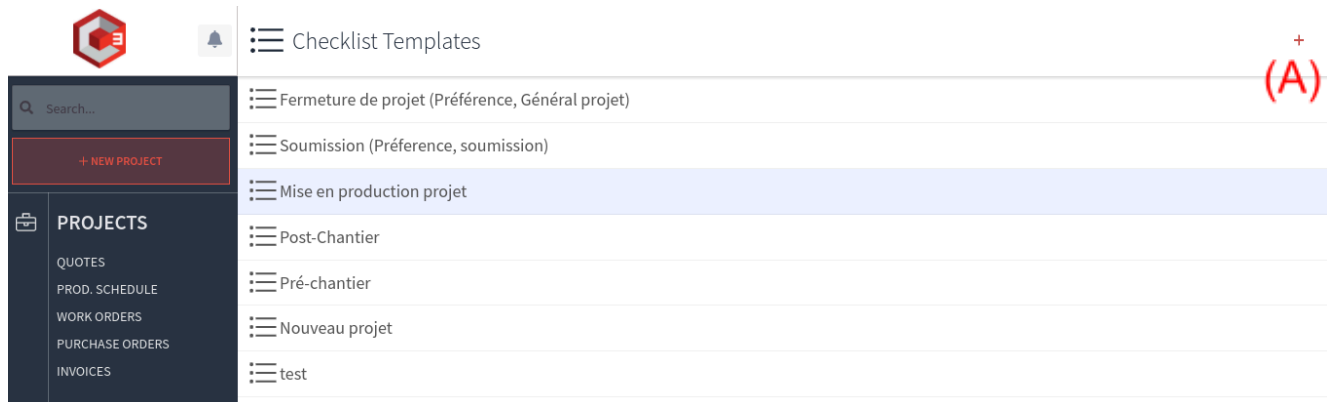 3
Checklist Templates
+
(A)
Search...
+ NEW PROJECT
PROJECTS
QUOTES
PROD. SCHEDULE
WORK ORDERS
PURCHASE ORDERS
INVOICES
Fermeture de projet (Préférence, Général projet)
Soumission (Préference, soumission)
Mise en production projet
Post-Chantier
Pré-chantier
Nouveau projet
test